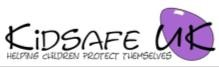 KIDSAFE UK
HELPING CHILDREN PROTECT THEMSELVES